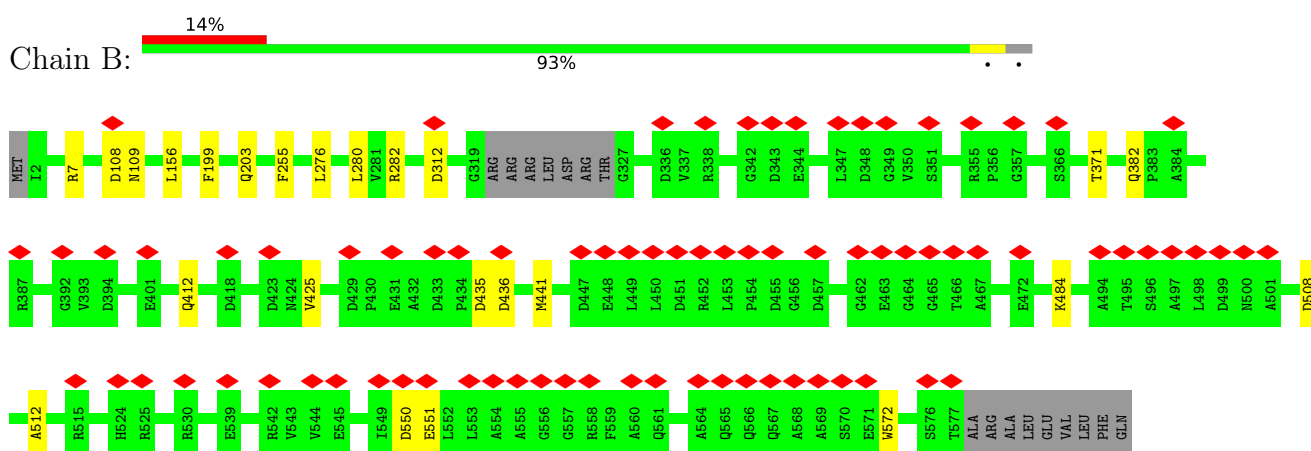 14%
Chain B:
93%
• •
MET I2 R7 D108 N109 L156 F199 Q203 F255 L276 L280 V281 R282 D312 G319 ARG ARG ARG LEU ASP ARG THR G327 D336 V337 R338 G342 D343 E344 L347 D348 G349 V350 S351 R355 P356 G357 S366 T371 Q382 P383 A384
R387 G392 V393 D394 E401 Q412 D418 D423 N424 V425 D429 P430 E431 A432 D433 P434 D435 D436 M441 D447 E448 L449 L450 D451 R452 L453 P454 D455 G456 D457 G462 E463 G464 G465 T466 A467 E472 K484 A494 T495 S496 A497 L498 D499 N500 A501 D508
A512 R515 H524 R525 R530 E539 R542 V543 V544 E545 I549 D550 E551 L552 L553 A554 A555 G556 G557 R558 F559 A560 Q561 A564 Q565 Q566 Q567 A568 A569 S570 E571 W572 S576 T577 ALA ARG ALA LEU GLU VAL LEU PHE GLN